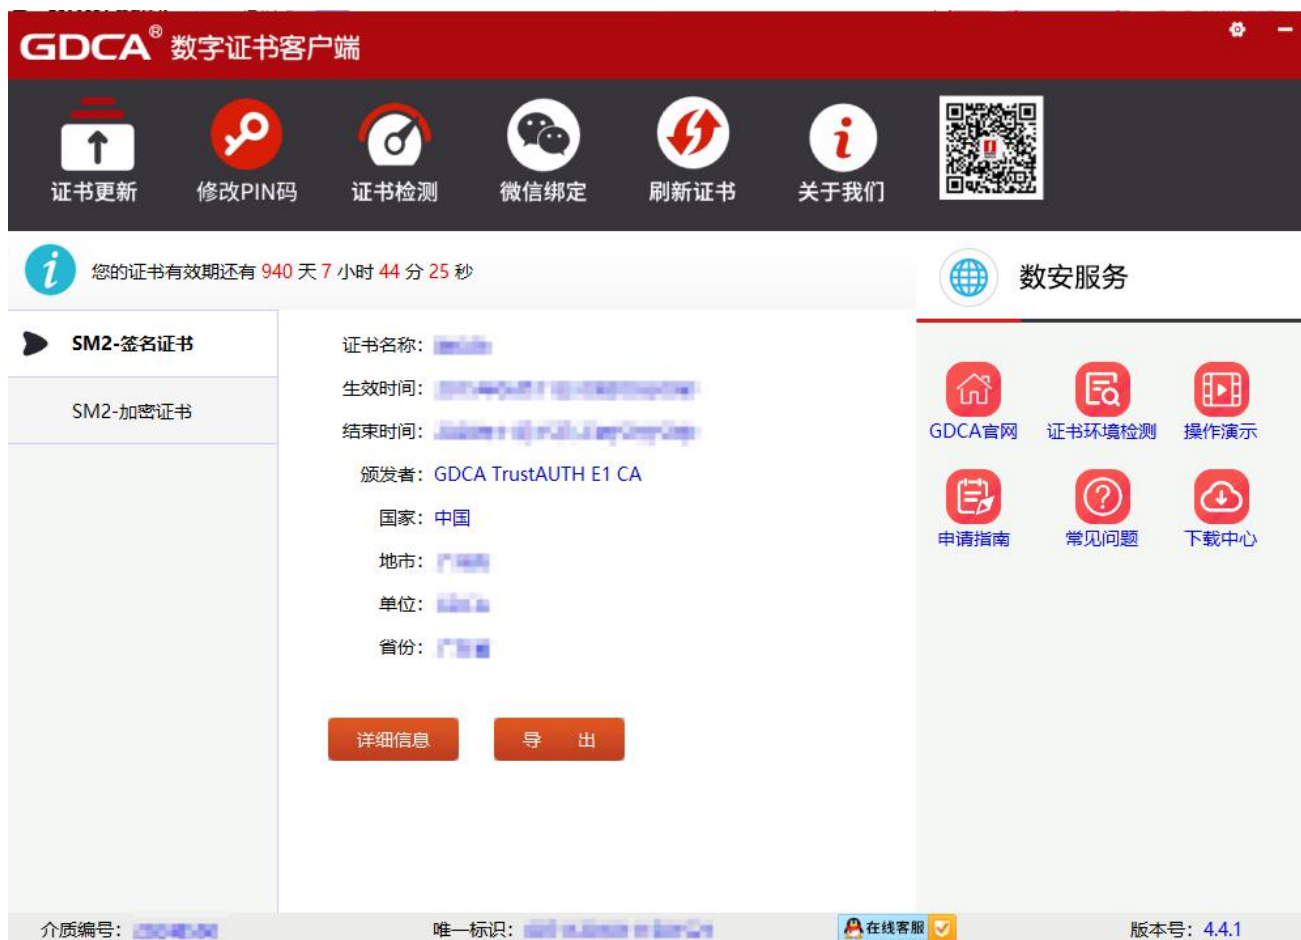 GDCA® 数字证书客户端
证书更新 修改PIN码 证书检测 微信绑定 刷新证书 关于我们
您的证书有效期还有 940 天 7 小时 44 分 25 秒
数安服务
SM2-签名证书
SM2-加密证书
证书名称：
生效时间：
结束时间：
颁发者：GDCA TrustAUTH E1 CA
国家：中国
地市：
单位：
省份：
详细信息 导 出
GDCA官网 证书环境检测 操作演示
申请指南 常见问题 下载中心
介质编号： 唯一标识： 在线客服 版本号：4.4.1